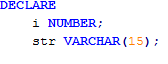 DECLARE
    i NUMBER;
    str VARCHAR(15);